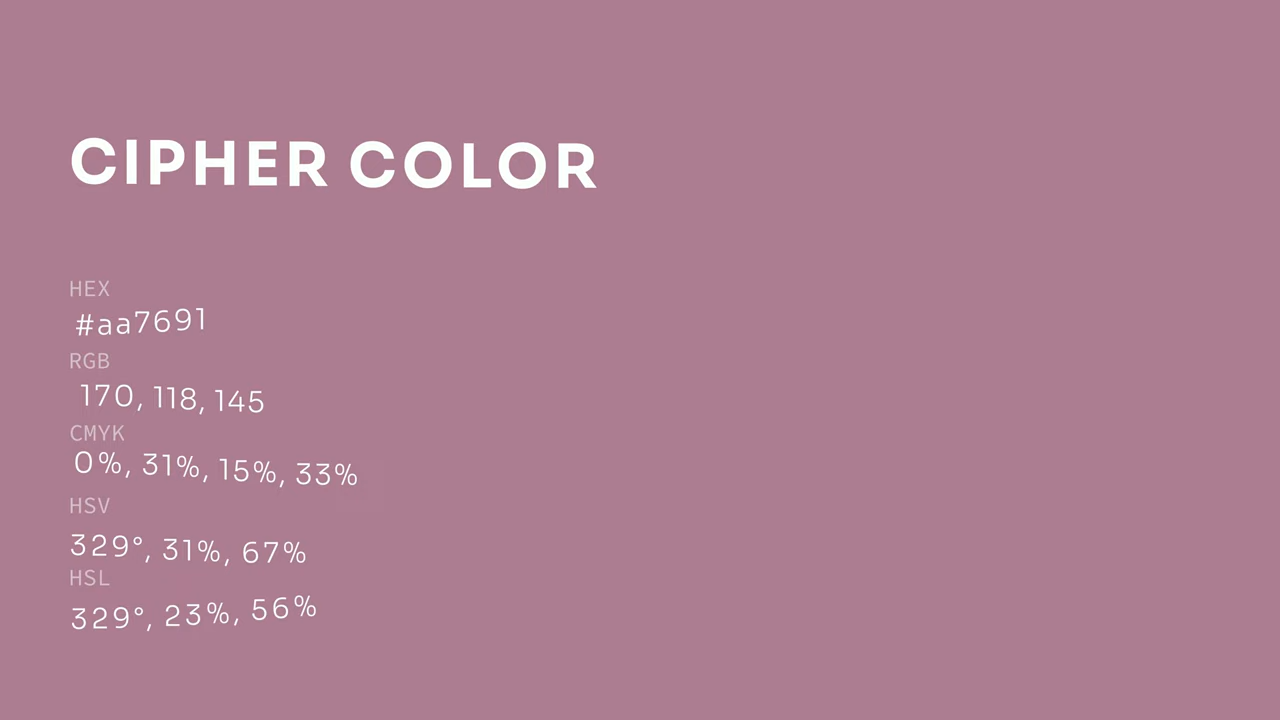 CIPHER COLOR
HEX
#aa7691
RGB
170, 118, 145
CMYK
0%, 31%, 15%, 33%
HSV
329°, 31%, 67%
HSL
329°, 23%, 56%